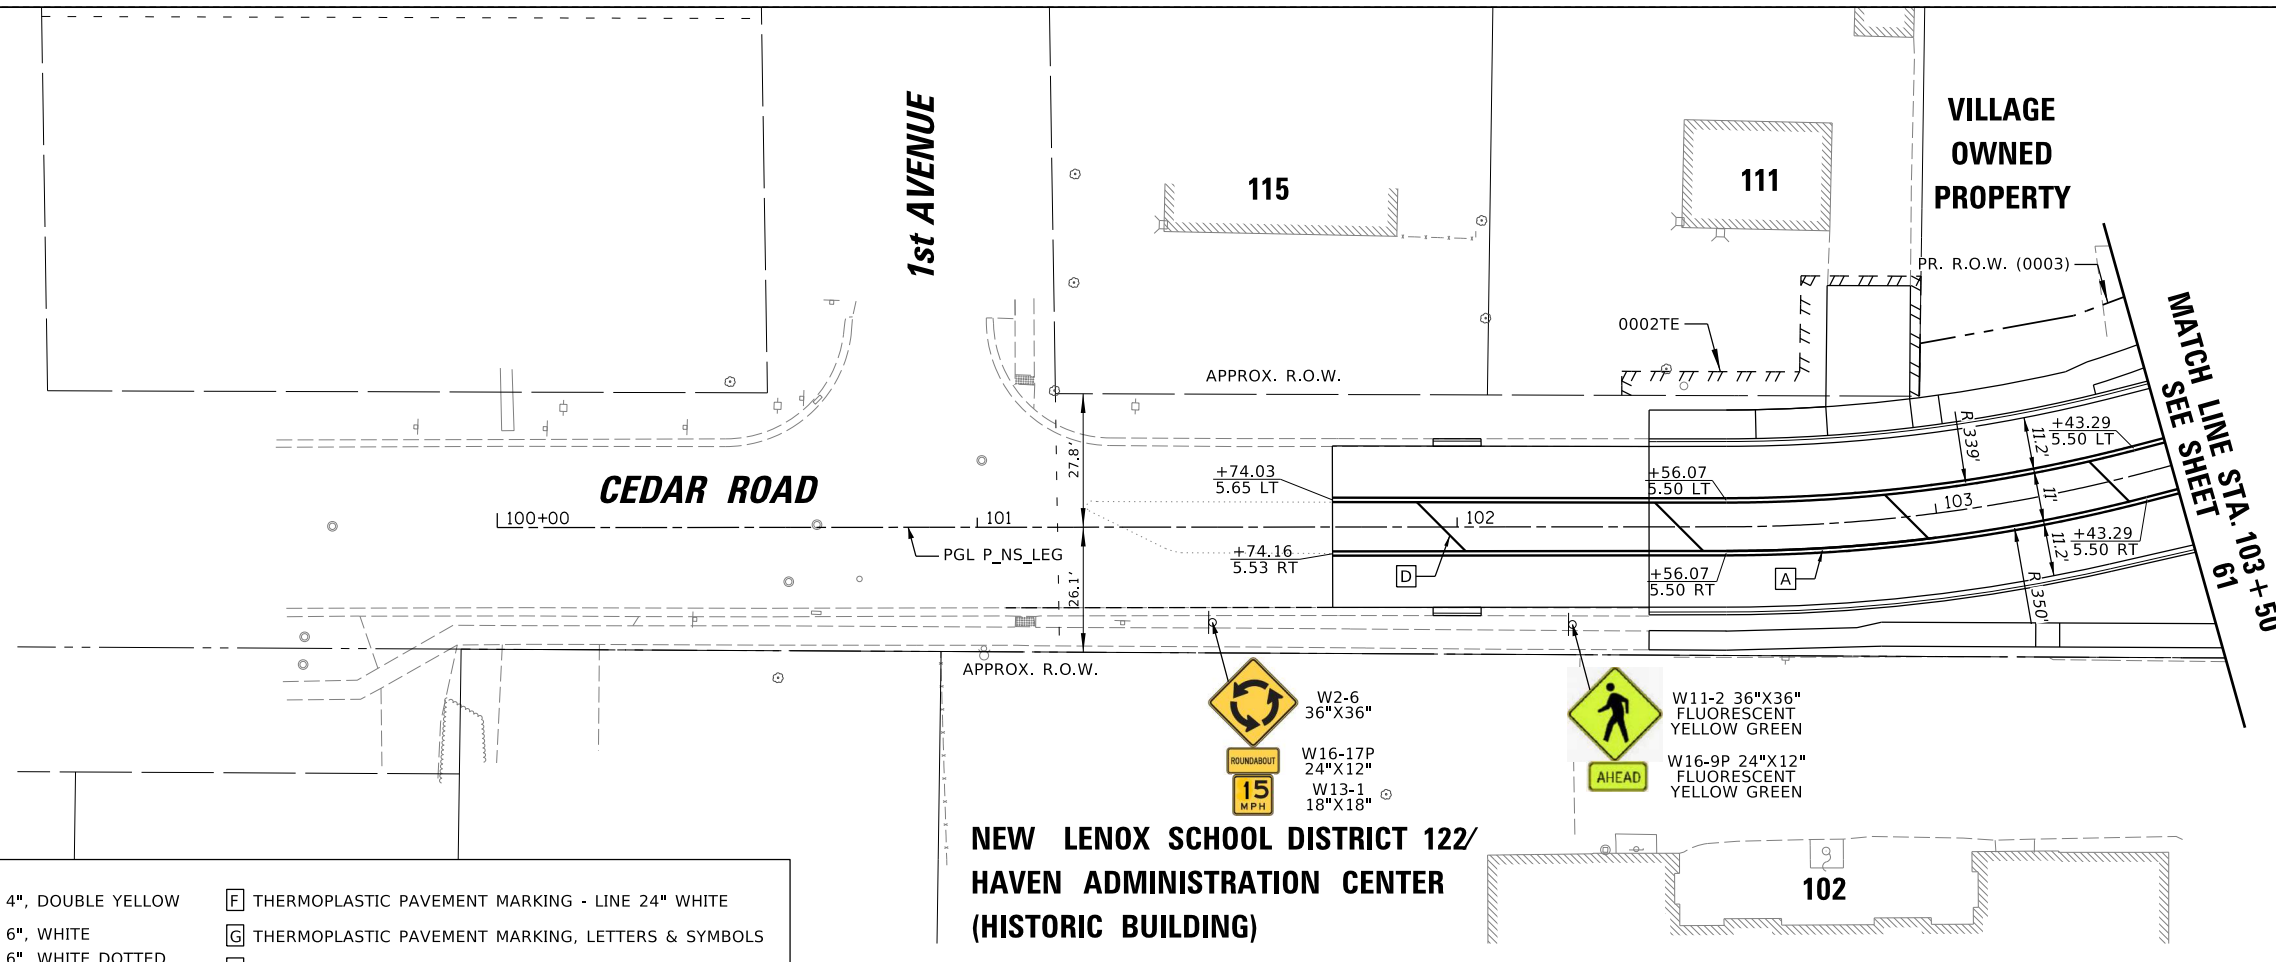 VILLAGE
OWNED
PROPERTY
1st AVENUE
115
111
PR. R.O.W. (0003)
MATCH LINE STA. 103+50
SEE SHEET 61
0002TE
APPROX. R.O.W.
27.8'
R 339'
11.2'
+43.29
5.50 LT
CEDAR ROAD
+74.03
5.65 LT
+56.07
5.50 LT
100+00
101
102
103
11'
PGL P_NS_LEG
+74.16
5.53 RT
D
+56.07
5.50 RT
A
11.2'
+43.29
5.50 RT
26.1'
R 350'
APPROX. R.O.W.
W2-6
36"X36"
ROUNDABOUT
W16-17P
24"X12"
15
MPH
W13-1
18"X18"
W11-2 36"X36"
FLUORESCENT
YELLOW GREEN
AHEAD
W16-9P 24"X12"
FLUORESCENT
YELLOW GREEN
NEW LENOX SCHOOL DISTRICT 122/
HAVEN ADMINISTRATION CENTER
(HISTORIC BUILDING)
102
4", DOUBLE YELLOW
6", WHITE
6", WHITE DOTTED
F THERMOPLASTIC PAVEMENT MARKING - LINE 24" WHITE
G THERMOPLASTIC PAVEMENT MARKING, LETTERS & SYMBOLS